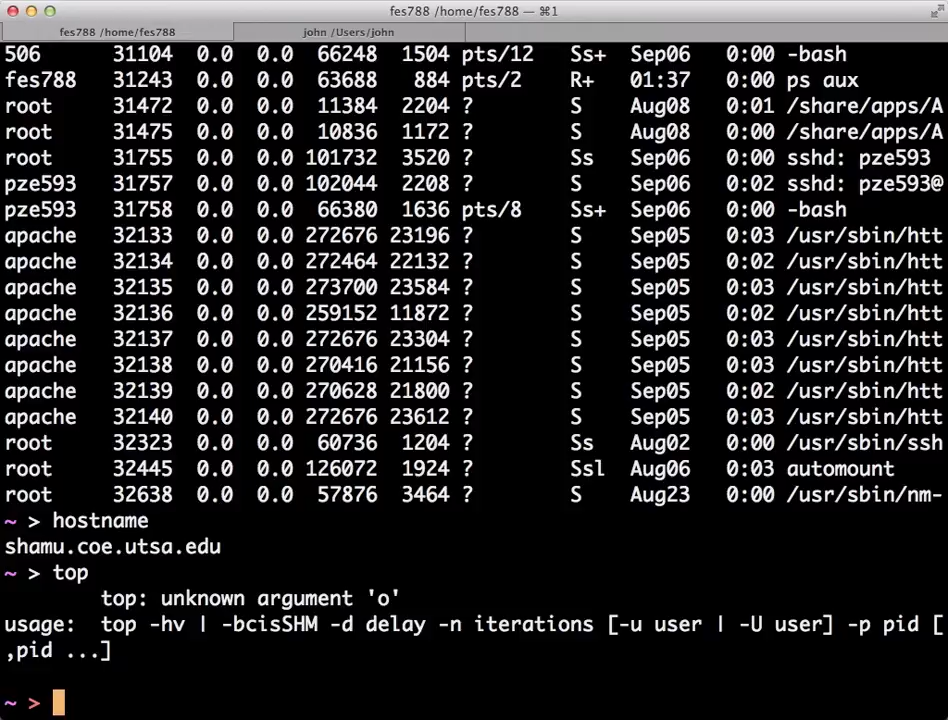 fes788 /home/fes788 — ⌘1
fes788 /home/fes788 john /Users/john
506 31104 0.0 0.0 66248 1504 pts/12 Ss+ Sep06 0:00 -bash
fes788 31243 0.0 0.0 63688 884 pts/2 R+ 01:37 0:00 ps aux
root 31472 0.0 0.0 11384 2204 ? S Aug08 0:01 /share/apps/A
root 31475 0.0 0.0 10836 1172 ? S Aug08 0:00 /share/apps/A
root 31755 0.0 0.0 101732 3520 ? Ss Sep06 0:00 sshd: pze593
pze593 31757 0.0 0.0 102044 2208 ? S Sep06 0:02 sshd: pze593@
pze593 31758 0.0 0.0 66380 1636 pts/8 Ss+ Sep06 0:00 -bash
apache 32133 0.0 0.0 272676 23196 ? S Sep05 0:03 /usr/sbin/htt
apache 32134 0.0 0.0 272464 22132 ? S Sep05 0:02 /usr/sbin/htt
apache 32135 0.0 0.0 273700 23584 ? S Sep05 0:03 /usr/sbin/htt
apache 32136 0.0 0.0 259152 11872 ? S Sep05 0:02 /usr/sbin/htt
apache 32137 0.0 0.0 272676 23304 ? S Sep05 0:03 /usr/sbin/htt
apache 32138 0.0 0.0 270416 21156 ? S Sep05 0:03 /usr/sbin/htt
apache 32139 0.0 0.0 270628 21800 ? S Sep05 0:02 /usr/sbin/htt
apache 32140 0.0 0.0 272676 23612 ? S Sep05 0:03 /usr/sbin/htt
root 32323 0.0 0.0 60736 1204 ? Ss Aug02 0:00 /usr/sbin/ssh
root 32445 0.0 0.0 126072 1924 ? Ssl Aug06 0:03 automount
root 32638 0.0 0.0 57876 3464 ? S Aug23 0:00 /usr/sbin/nm-
~ > hostname
shamu.coe.utsa.edu
~ > top
top: unknown argument 'o'
usage: top -hv | -bcisSHM -d delay -n iterations [-u user | -U user] -p pid [
,pid ...]
~ >